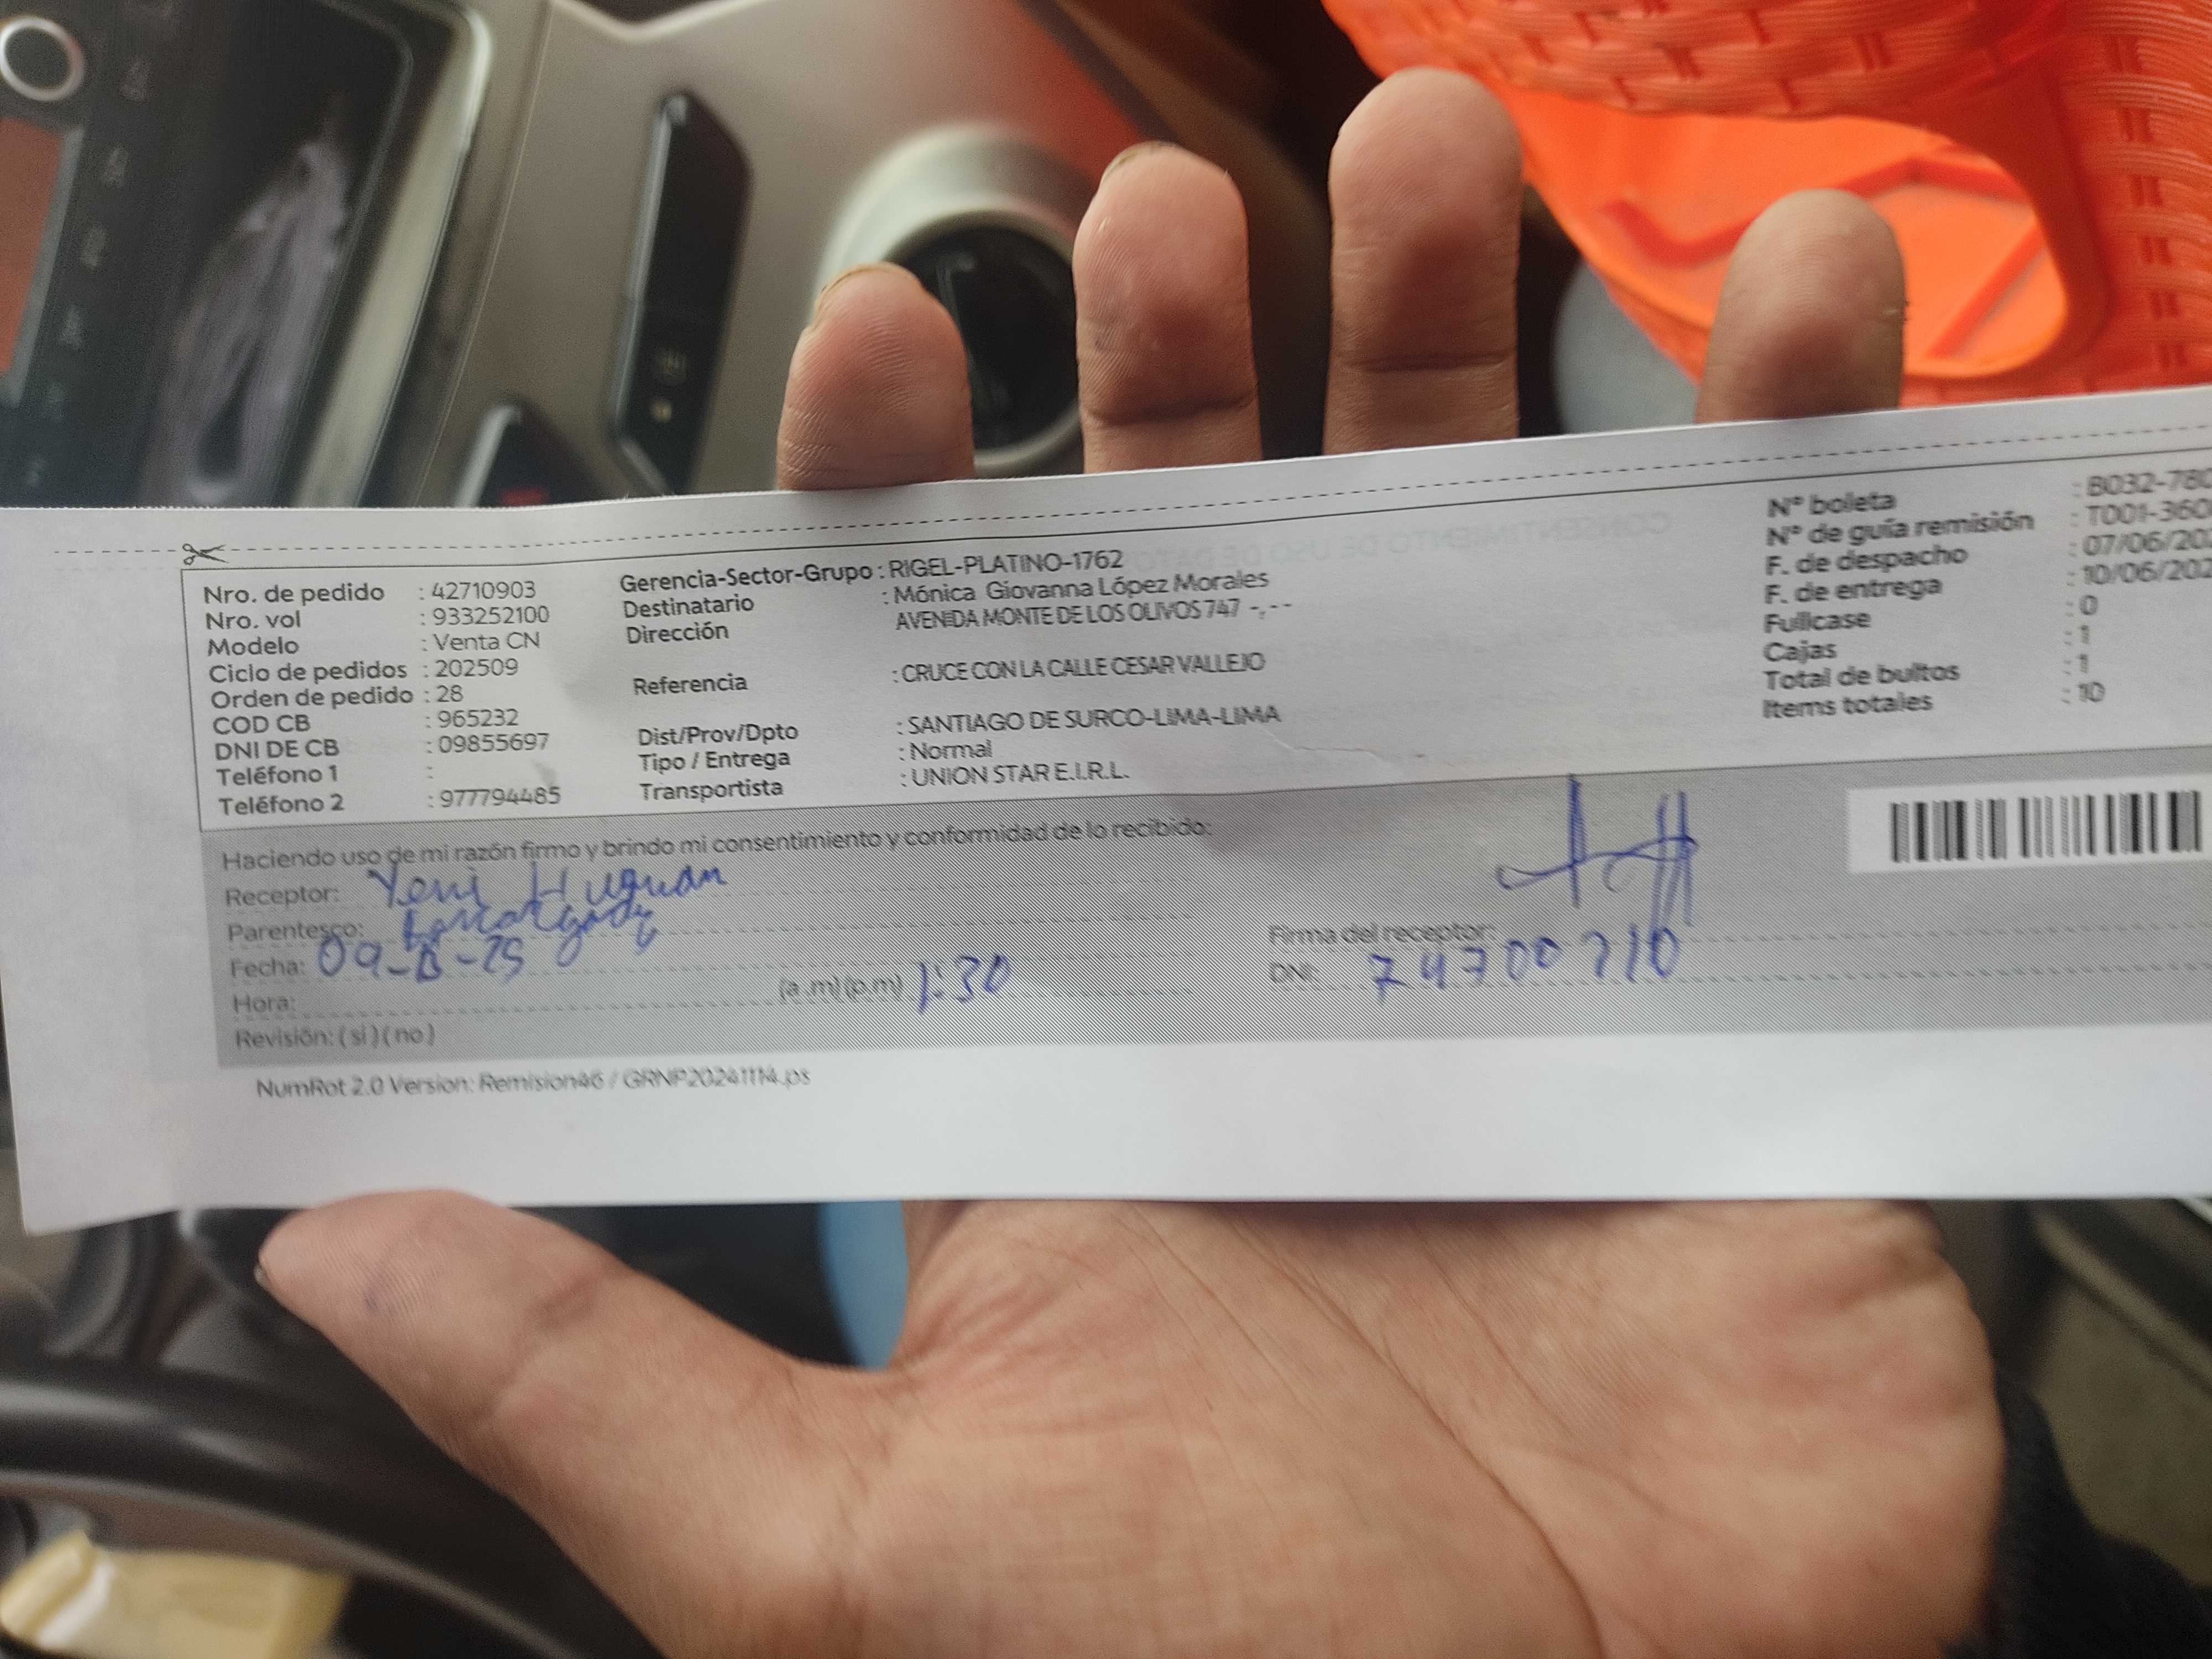 Nro. de pedido : 42710903
Nro. vol : 933252100
Modelo : Venta CN
Ciclo de pedidos : 202509
Orden de pedido : 28
COD CB : 965232
DNI DE CB : 09855697
Teléfono 1 :
Teléfono 2 : 977794485
Gerencia-Sector-Grupo : RIGEL-PLATINO-1762
Destinatario : Mónica Giovanna López Morales
Dirección AVENIDA MONTE DE LOS OLIVOS 747 -,--
Referencia : CRUCE CON LA CALLE CESAR VALLEJO
Dist/Prov/Dpto : SANTIAGO DE SURCO-LIMA-LIMA
Tipo / Entrega : Normal
Transportista : UNION STAR E.I.R.L.
N° boleta : B032-780
N° de guía remisión : T001-360
F. de despacho : 07/06/202
F. de entrega : 10/06/202
Fullcase : 0
Cajas : 1
Total de bultos : 1
Items totales : 10
Haciendo uso de mi razón firmo y brindo mi consentimiento y conformidad de lo recibido:
Receptor: Yeni
Parentesco:
Fecha:
Hora: (a.m)(p.m) 1:30
Revisión: (si)(no)
Firma del receptor:
DNI: 74700710
NumRot 2.0 Version: Remision46 / GRNP20241114.ps